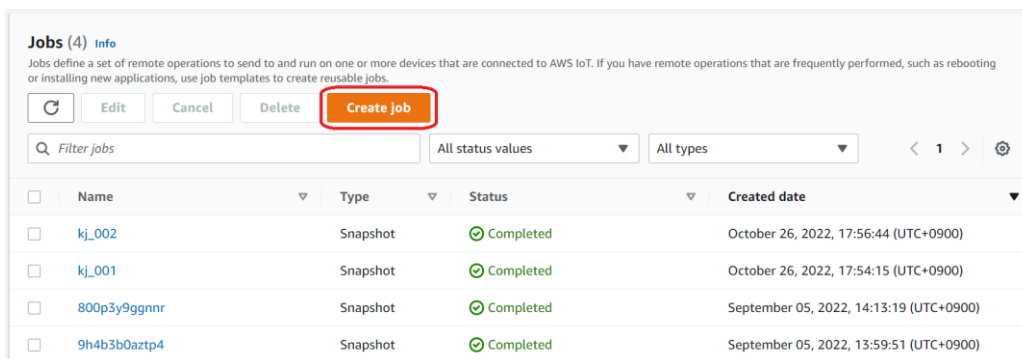 Jobs (4) Info
Jobs define a set of remote operations to send to and run on one or more devices that are connected to AWS IoT. If you have remote operations that are frequently performed, such as rebooting
or installing new applications, use job templates to create reusable jobs.
Edit Cancel Delete Create job
Filter jobs All status values All types 1
Name Type Status Created date
kj_002 Snapshot Completed October 26, 2022, 17:56:44 (UTC+0900)
kj_001 Snapshot Completed October 26, 2022, 17:54:15 (UTC+0900)
800p3y9ggnnr Snapshot Completed September 05, 2022, 14:13:19 (UTC+0900)
9h4b3b0aztp4 Snapshot Completed September 05, 2022, 13:59:51 (UTC+0900)